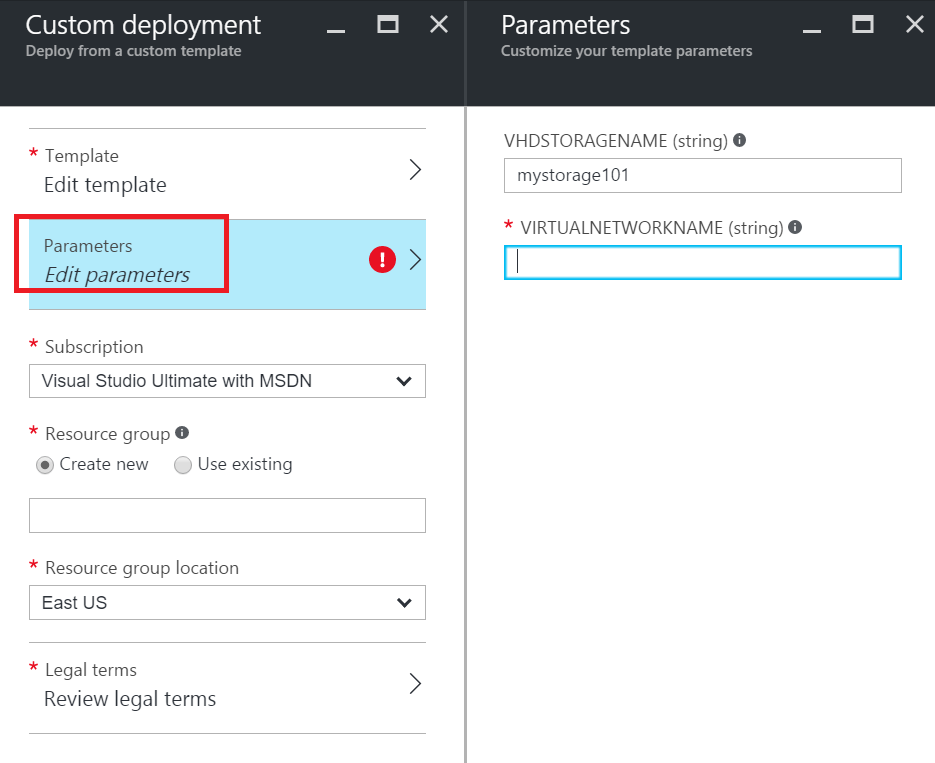 Custom deployment
Deploy from a custom template
* Template
Edit template
Parameters
Edit parameters
* Subscription
Visual Studio Ultimate with MSDN
* Resource group
Create new
Use existing
* Resource group location
East US
* Legal terms
Review legal terms
Parameters
Customize your template parameters
VHDSTORAGENAME (string)
mystorage101
* VIRTUALNETWORKNAME (string)